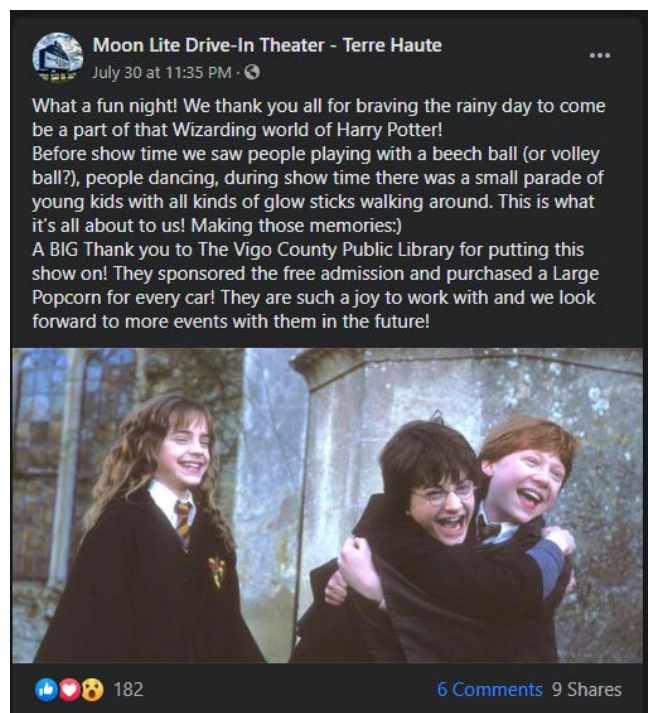 Moon Lite Drive-In Theater - Terre Haute
July 30 at 11:35 PM ·
What a fun night! We thank you all for braving the rainy day to come
be a part of that Wizarding world of Harry Potter!
Before show time we saw people playing with a beech ball (or volley
ball?), people dancing, during show time there was a small parade of
young kids with all kinds of glow sticks walking around. This is what
it's all about to us! Making those memories:)
A BIG Thank you to The Vigo County Public Library for putting this
show on! They sponsored the free admission and purchased a Large
Popcorn for every car! They are such a joy to work with and we look
forward to more events with them in the future!
182 6 Comments 9 Shares